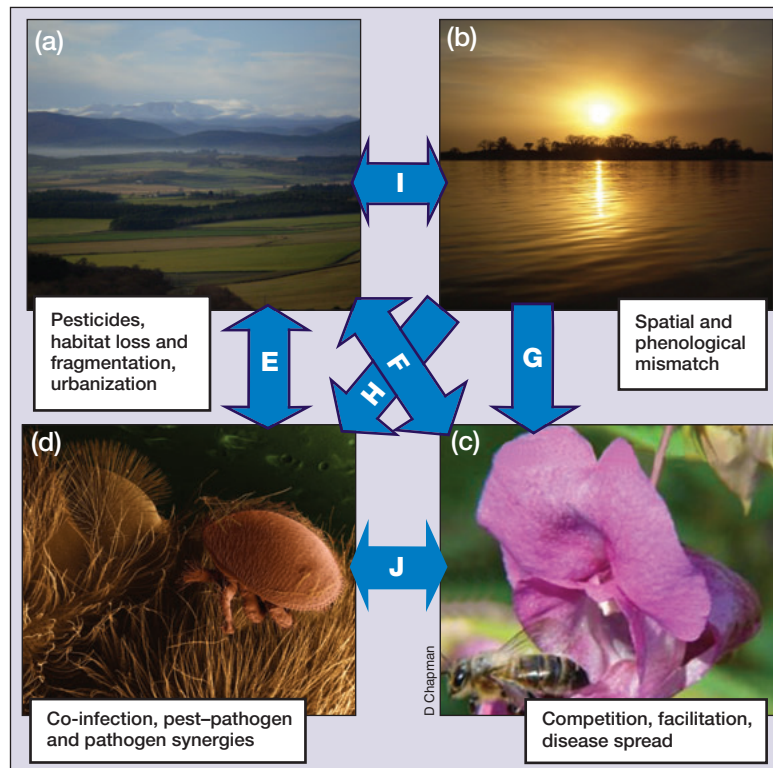 (a)
(b)
I
Pesticides,
habitat loss and
fragmentation,
urbanization
Spatial and
phenological
mismatch
E
F
H
G
(d)
(c)
J
D Chapman
Co-infection, pest–pathogen
and pathogen synergies
Competition, facilitation,
disease spread